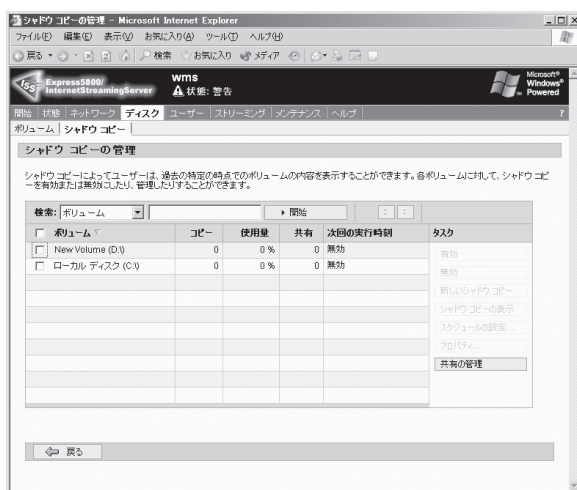 シャドウ コピーの管理 - Microsoft Internet Explorer
ファイル(F) 編集(E) 表示(V) お気に入り(A) ツール(T) ヘルプ(H)
戻る 検索 お気に入り メディア
Express5800/
InternetStreamingServer
wms
状態: 警告
Microsoft®
Windows®
Powered
開始 状態 ネットワーク ディスク ユーザー ストリーミング メンテナンス ヘルプ ?
ボリューム シャドウ コピー
シャドウ コピーの管理
シャドウ コピーによってユーザーは、過去の特定の時点でのボリュームの内容を表示することができます。各ボリュームに対して、シャドウ コピ
ーを有効または無効にしたり、管理したりすることができます。
検索: ボリューム 開始
ボリューム コピー 使用量 共有 次回の実行時刻 タスク
New Volume (D:\) 0 0 % 0 無効
ローカル ディスク (C:\) 0 0 % 0 無効
有効
無効
新しいシャドウ コピー
シャドウ コピーの表示
スケジュールの設定...
プロパティ...
共有の管理
戻る